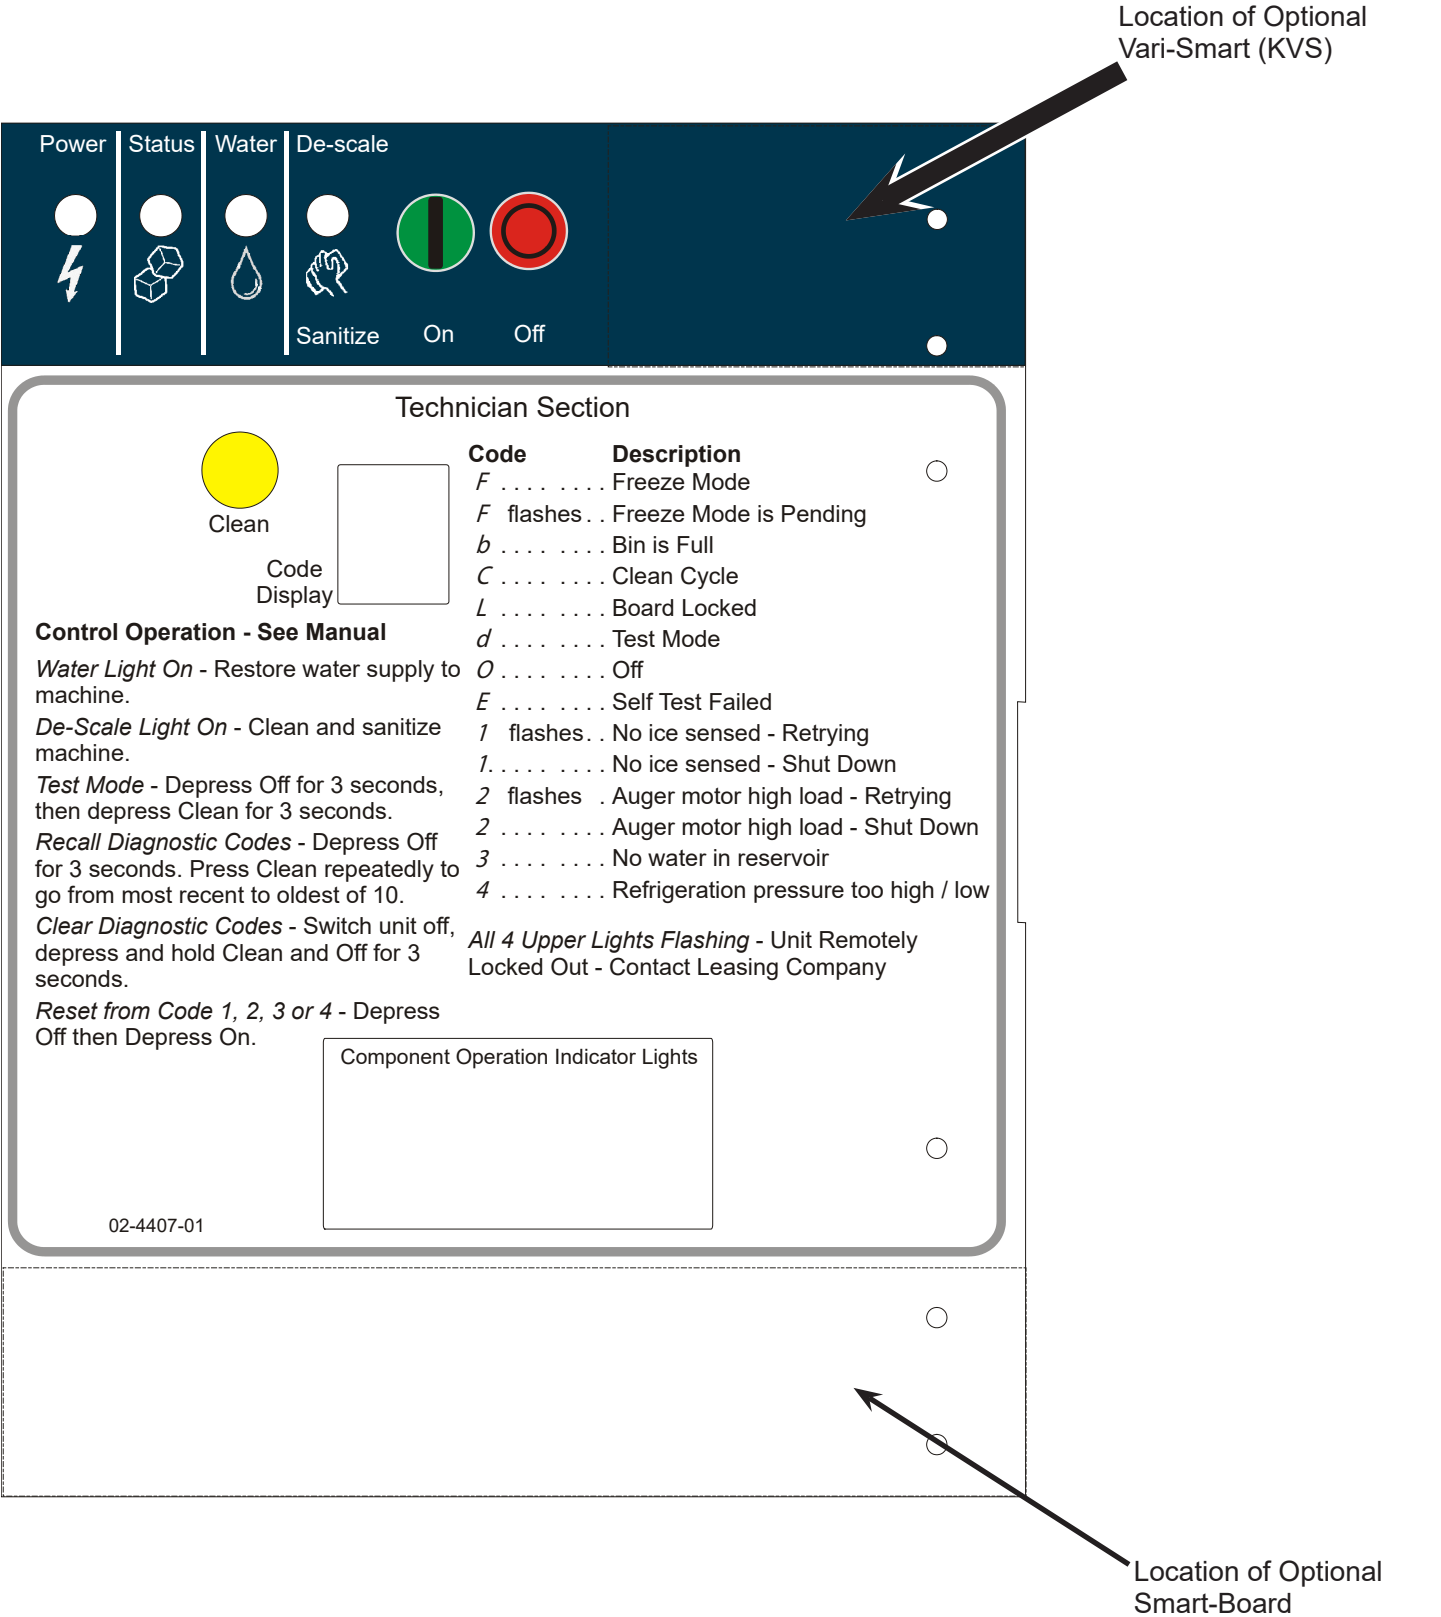 Location of Optional
Vari-Smart (KVS)
Power
Status
Water
De-scale
Sanitize
On
Off
Technician Section
Clean
Code
Display
Code Description
F . . . . . . . . Freeze Mode
F flashes . . Freeze Mode is Pending
b . . . . . . . . Bin is Full
C . . . . . . . . Clean Cycle
L . . . . . . . . Board Locked
d . . . . . . . . Test Mode
O . . . . . . . . Off
E . . . . . . . . Self Test Failed
1 flashes . . No ice sensed - Retrying
1. . . . . . . . . No ice sensed - Shut Down
2 flashes . Auger motor high load - Retrying
2 . . . . . . . . Auger motor high load - Shut Down
3 . . . . . . . . No water in reservoir
4 . . . . . . . . Refrigeration pressure too high / low
All 4 Upper Lights Flashing - Unit Remotely
Locked Out - Contact Leasing Company
Control Operation - See Manual
Water Light On - Restore water supply to
machine.
De-Scale Light On - Clean and sanitize
machine.
Test Mode - Depress Off for 3 seconds,
then depress Clean for 3 seconds.
Recall Diagnostic Codes - Depress Off
for 3 seconds. Press Clean repeatedly to
go from most recent to oldest of 10.
Clear Diagnostic Codes - Switch unit off,
depress and hold Clean and Off for 3
seconds.
Reset from Code 1, 2, 3 or 4 - Depress
Off then Depress On.
Component Operation Indicator Lights
02-4407-01
Location of Optional
Smart-Board